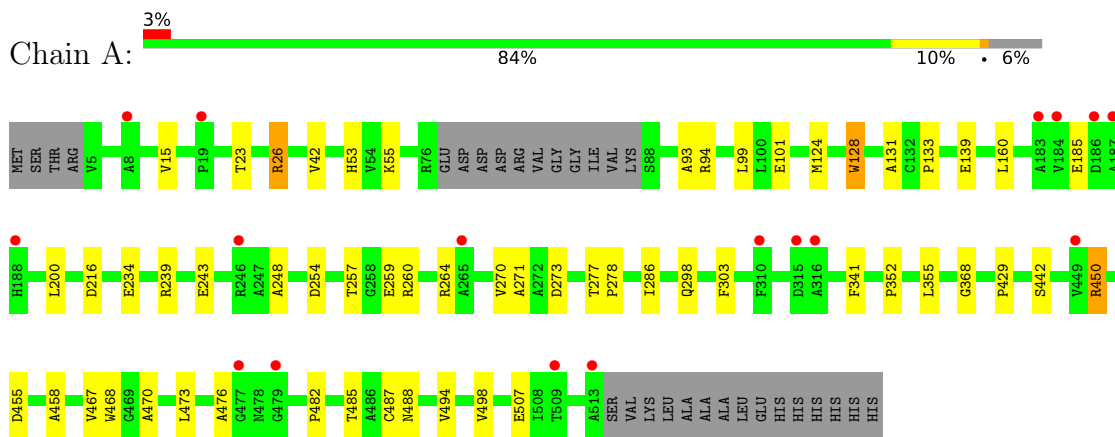 3%
Chain A:
84% 10% • 6%
MET SER THR ARG V5 A8 V15 P19 T23 R26 V42 H53 V54 K55 R76 GLU ASP ASP ASP ARG VAL GLY GLY ILE VAL LYS S88 A93 R94 L99 L100 E101 M124 W128 A131 C132 P133 E139 L160 A183 V184 E185 D186 A187
H188 L200 D216 E234 R239 E243 R246 A247 A248 D254 T257 G258 E259 R260 R264 A265 V270 A271 A272 D273 T277 P278 I286 Q298 F303 F310 D315 A316 F341 P352 L355 G368 P429 S442 V449 R450
D455 A458 V467 W468 G469 A470 L473 A476 G477 N478 G479 P482 T485 A486 C487 N488 V494 V498 E507 I508 T509 A513 SER VAL LYS LEU ALA ALA ALA LEU GLU HIS HIS HIS HIS HIS HIS